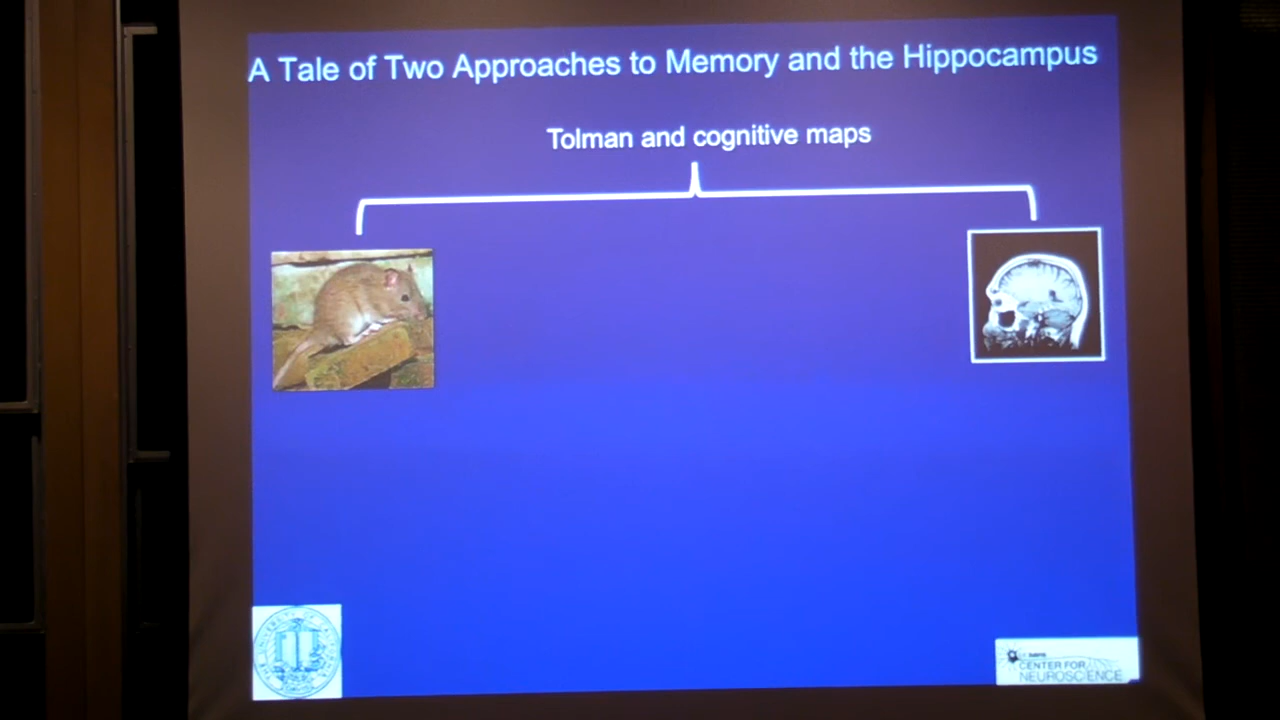 A Tale of Two Approaches to Memory and the Hippocampus
Tolman and cognitive maps
CENTER FOR
NEUROSCIENCE